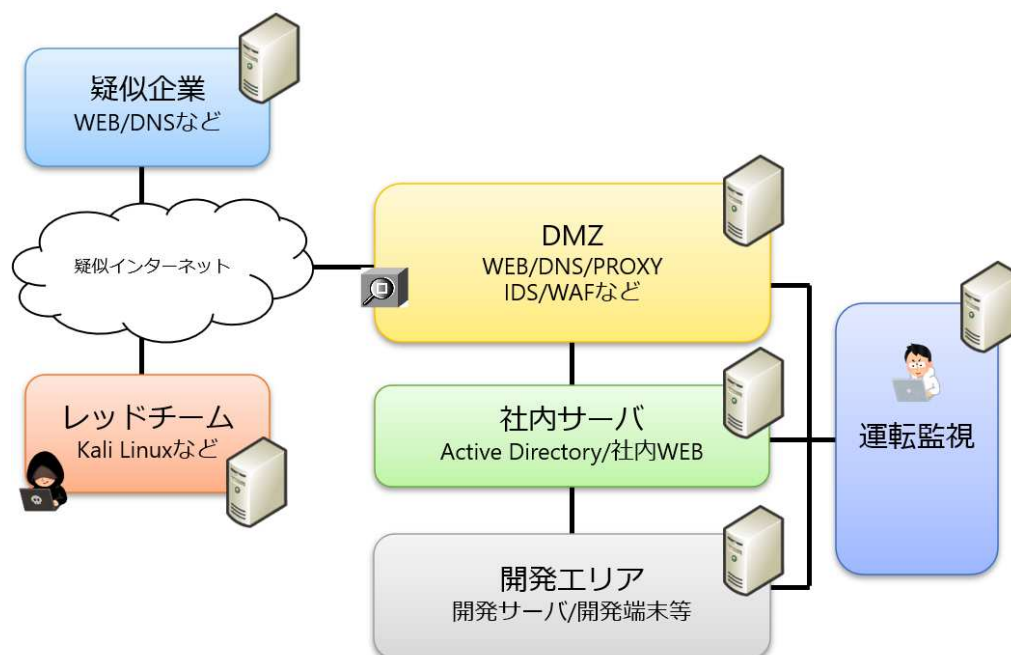 疑似企業
WEB/DNSなど
疑似インターネット
レッドチーム
Kali Linuxなど
DMZ
WEB/DNS/PROXY
IDS/WAFなど
社内サーバ
Active Directory/社内WEB
開発エリア
開発サーバ/開発端末等
運転監視